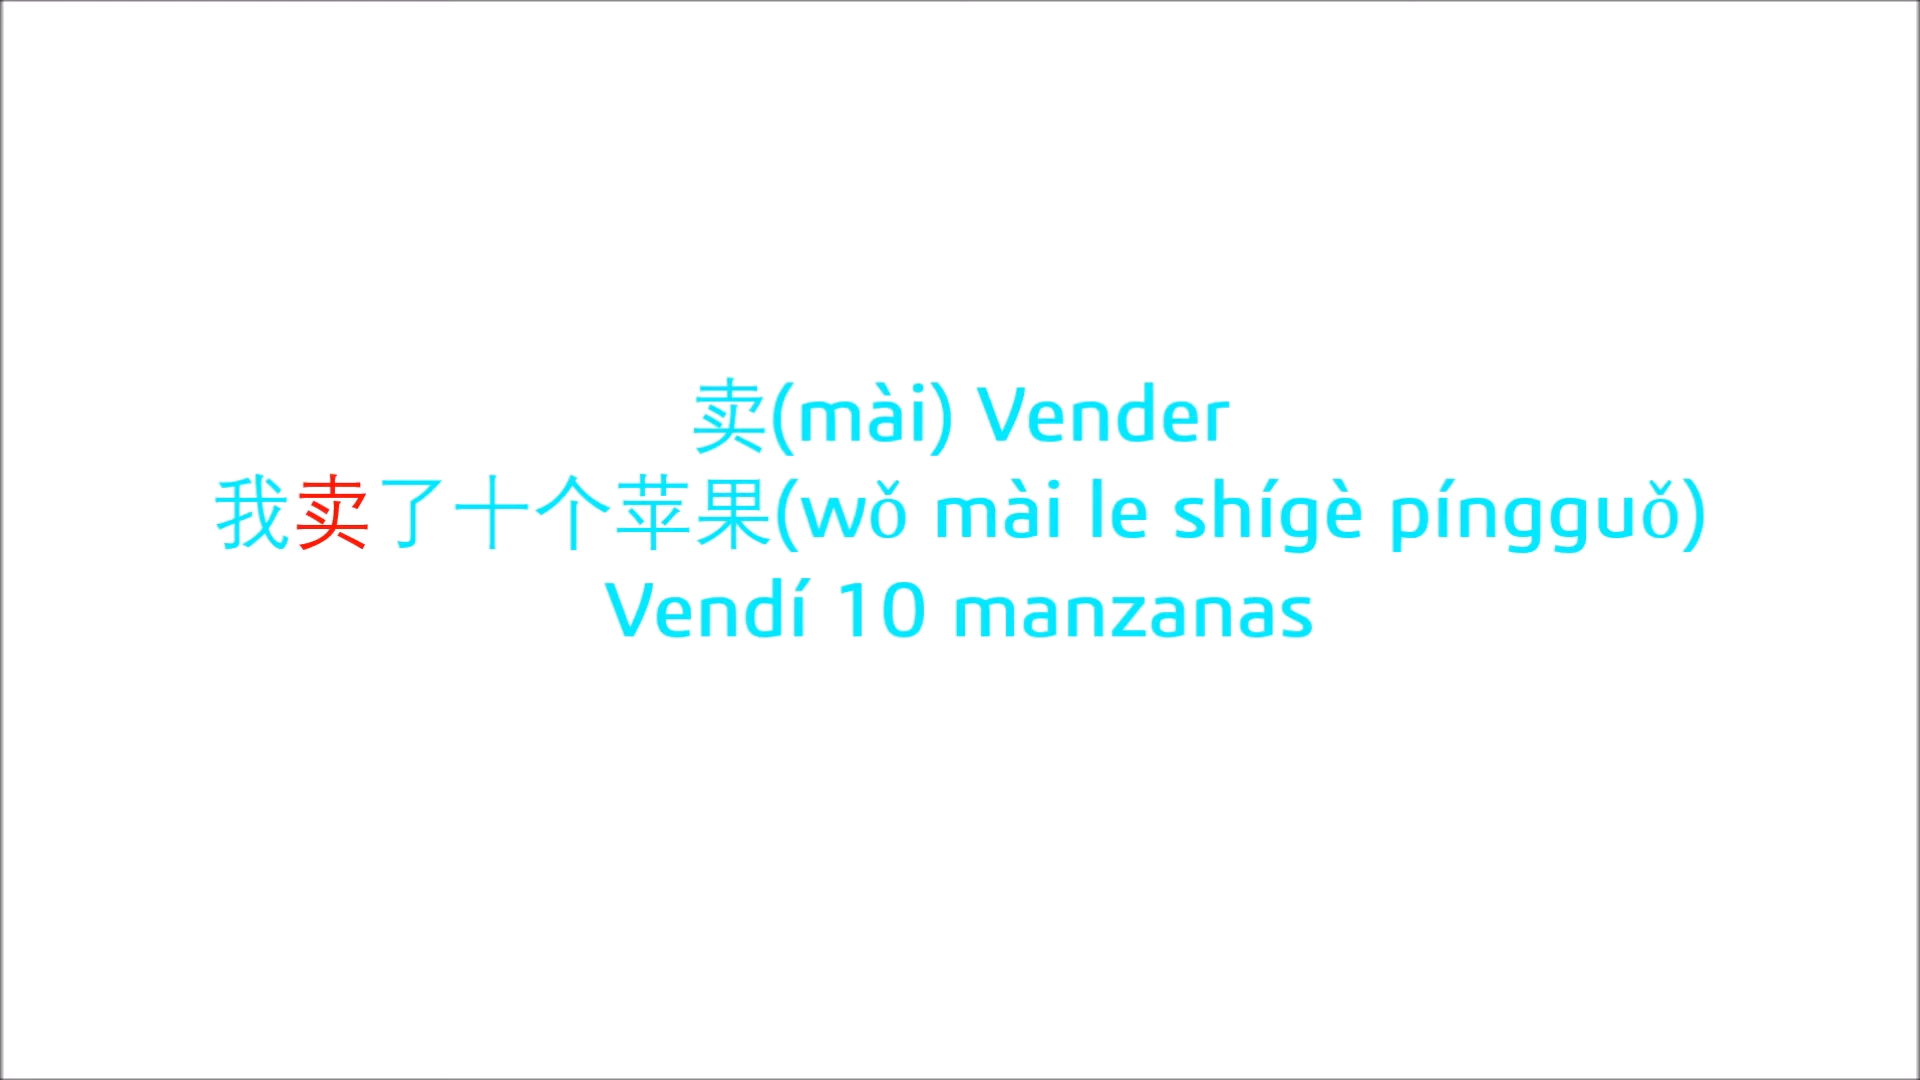 卖(mài) Vender
我卖了十个苹果(wǒ mài le shígè píngguǒ)
Vendí 10 manzanas